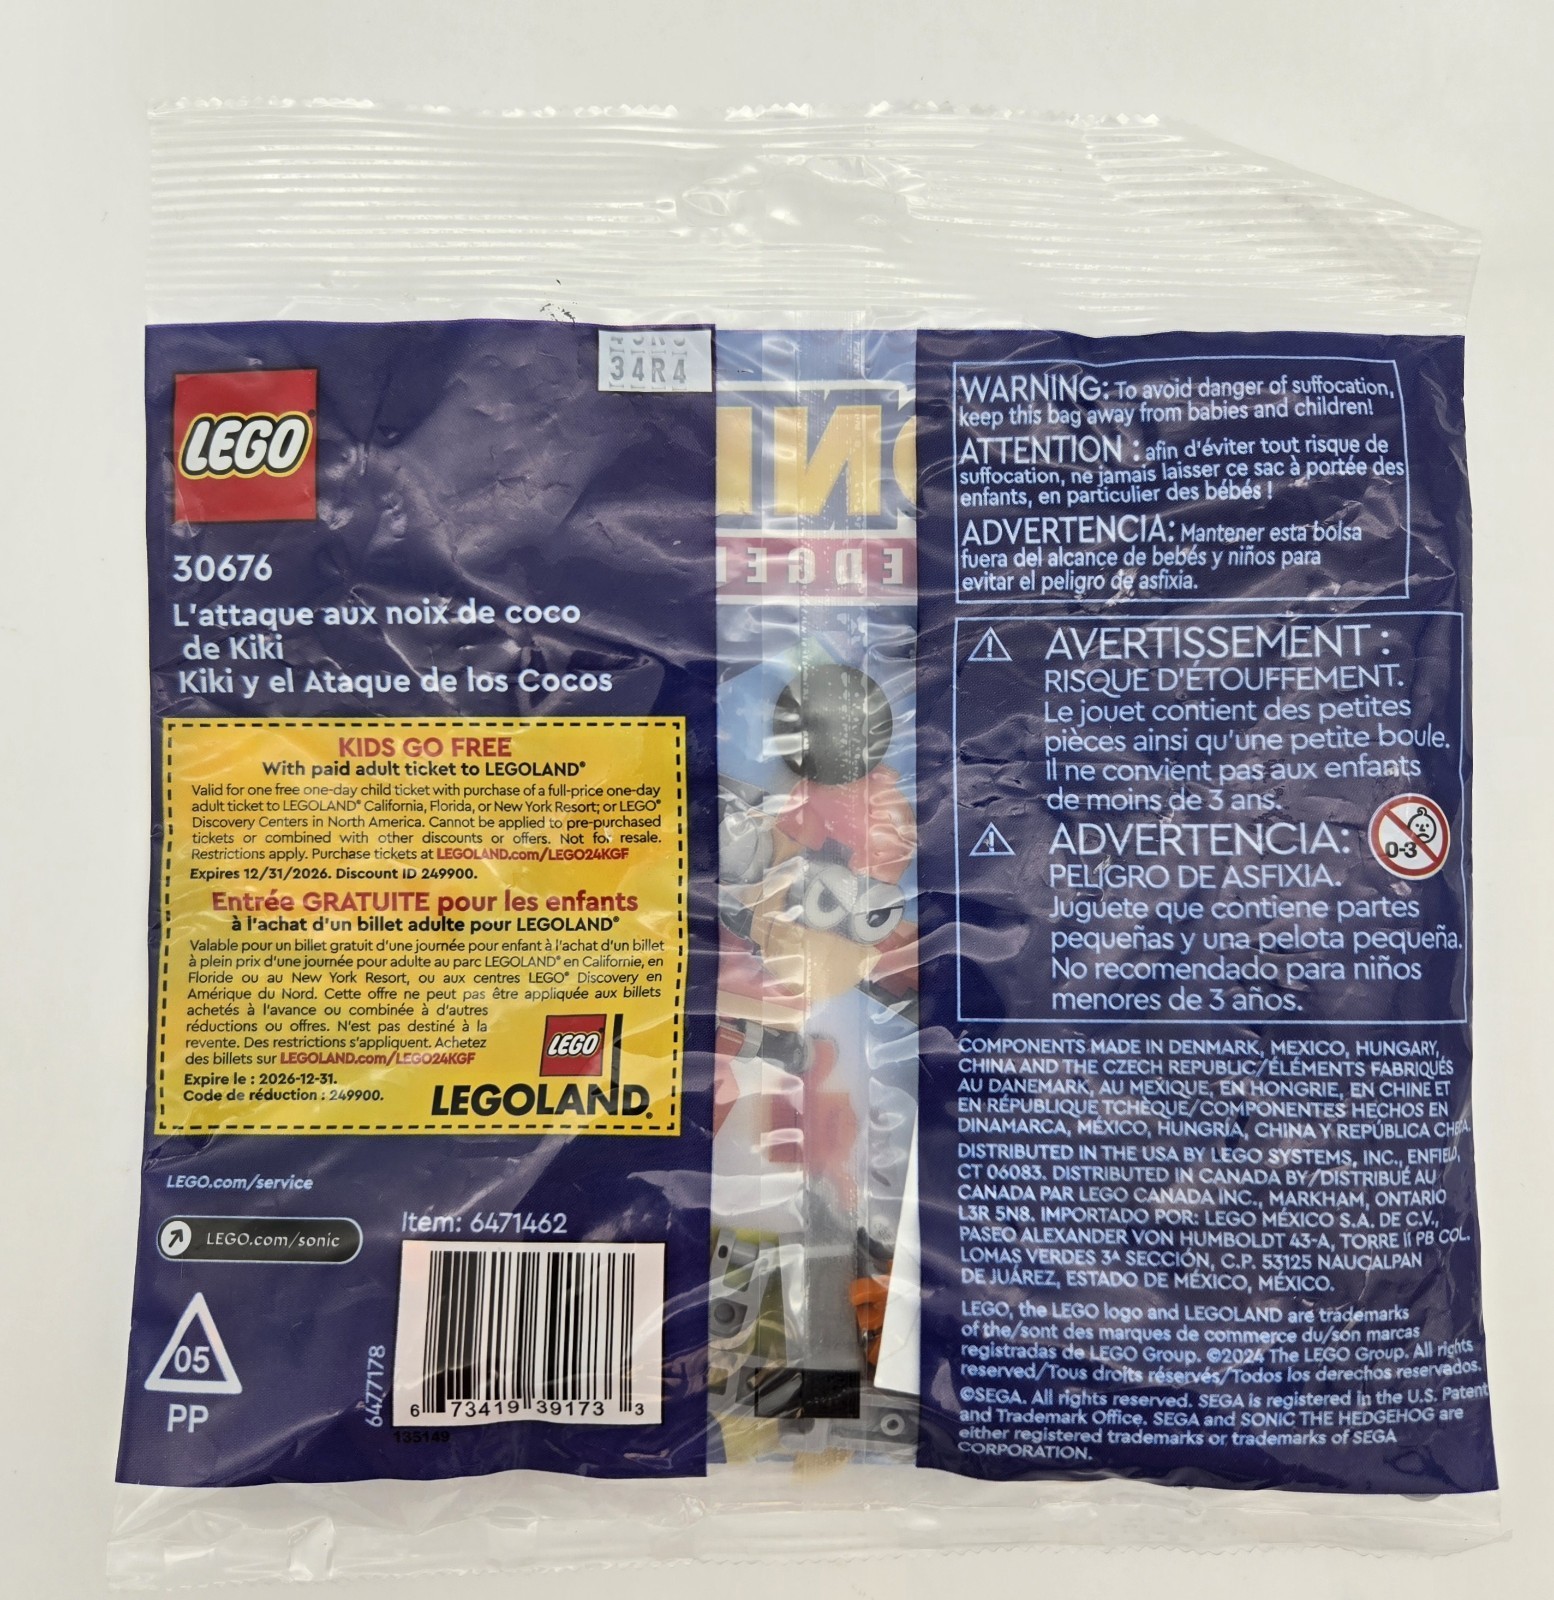 34R4
LEGO
30676
L'attaque aux noix de coco
de Kiki
Kiki y el Ataque de los Cocos
KIDS GO FREE
With paid adult ticket to LEGOLAND®
Valid for one free one-day child ticket with purchase of a full-price one-day
adult ticket to LEGOLAND® California, Florida, or New York Resort; or LEGO®
Discovery Centers in North America. Cannot be applied to pre-purchased
tickets or combined with other discounts or offers. Not for resale.
Restrictions apply. Purchase tickets at LEGOLAND.com/LEGO24KGF
Expires 12/31/2026. Discount ID 249900.
Entrée GRATUITE pour les enfants
à l'achat d'un billet adulte pour LEGOLAND®
Valable pour un billet gratuit d'une journée pour enfant à l'achat d'un billet
à plein prix d'une journée pour adulte au parc LEGOLAND® en Californie, en
Floride ou au New York Resort, ou aux centres LEGO® Discovery en
Amérique du Nord. Cette offre ne peut pas être appliquée aux billets
achetés à l'avance ou combinée à d'autres
réductions ou offres. N'est pas destiné à la
revente. Des restrictions s'appliquent. Achetez
des billets sur LEGOLAND.com/LEGO24KGF
Expire le : 2026-12-31.
Code de réduction : 249900.
LEGO
LEGOLAND®
LEGO.com/service
LEGO.com/sonic
Item: 6471462
05
PP
6477178
6 73419 39173 3
135149
WARNING: To avoid danger of suffocation,
keep this bag away from babies and children!
ATTENTION : afin d'éviter tout risque de
suffocation, ne jamais laisser ce sac à portée des
enfants, en particulier des bébés !
ADVERTENCIA: Mantener esta bolsa
fuera del alcance de bebés y niños para
evitar el peligro de asfixia.
AVERTISSEMENT :
RISQUE D'ÉTOUFFEMENT.
Le jouet contient des petites
pièces ainsi qu'une petite boule.
Il ne convient pas aux enfants
de moins de 3 ans.
ADVERTENCIA:
PELIGRO DE ASFIXIA.
Juguete que contiene partes
pequeñas y una pelota pequeña.
No recomendado para niños
menores de 3 años.
0-3
COMPONENTS MADE IN DENMARK, MEXICO, HUNGARY,
CHINA AND THE CZECH REPUBLIC/ÉLÉMENTS FABRIQUÉS
AU DANEMARK, AU MEXIQUE, EN HONGRIE, EN CHINE ET
EN RÉPUBLIQUE TCHÈQUE/COMPONENTES HECHOS EN
DINAMARCA, MÉXICO, HUNGRÍA, CHINA Y REPÚBLICA CHECA.
DISTRIBUTED IN THE USA BY LEGO SYSTEMS, INC., ENFIELD,
CT 06083. DISTRIBUTED IN CANADA BY/DISTRIBUÉ AU
CANADA PAR LEGO CANADA INC., MARKHAM, ONTARIO
L3R 5N8. IMPORTADO POR: LEGO MÉXICO S.A. DE C.V.,
PASEO ALEXANDER VON HUMBOLDT 43-A, TORRE II PB COL.
LOMAS VERDES 3ᴬ SECCIÓN, C.P. 53125 NAUCALPAN
DE JUÁREZ, ESTADO DE MÉXICO, MÉXICO.
LEGO, the LEGO logo and LEGOLAND are trademarks
of the/sont des marques de commerce du/son marcas
registradas de LEGO Group. ©2024 The LEGO Group. All rights
reserved/Tous droits réservés/Todos los derechos reservados.
©SEGA. All rights reserved. SEGA is registered in the U.S. Patent
and Trademark Office. SEGA and SONIC THE HEDGEHOG are
either registered trademarks or trademarks of SEGA
CORPORATION.